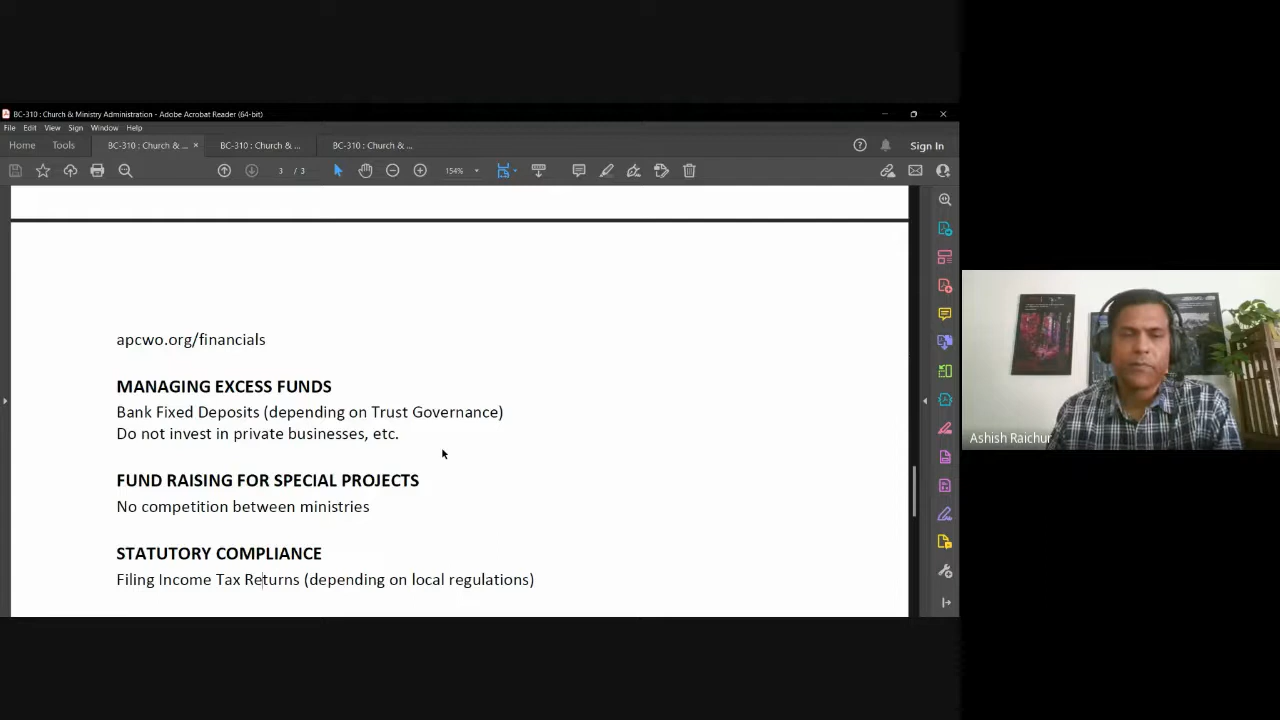 BC-310 : Church & Ministry Administration - Adobe Acrobat Reader (64-bit)
File Edit View Sign Window Help
Home Tools BC-310 : Church & ... × BC-310 : Church & ... BC-310 : Church & ... Sign In
3 / 3 154%
apcwo.org/financials
MANAGING EXCESS FUNDS
Bank Fixed Deposits (depending on Trust Governance)
Do not invest in private businesses, etc.
FUND RAISING FOR SPECIAL PROJECTS
No competition between ministries
STATUTORY COMPLIANCE
Filing Income Tax Returns (depending on local regulations)
Ashish Raichur